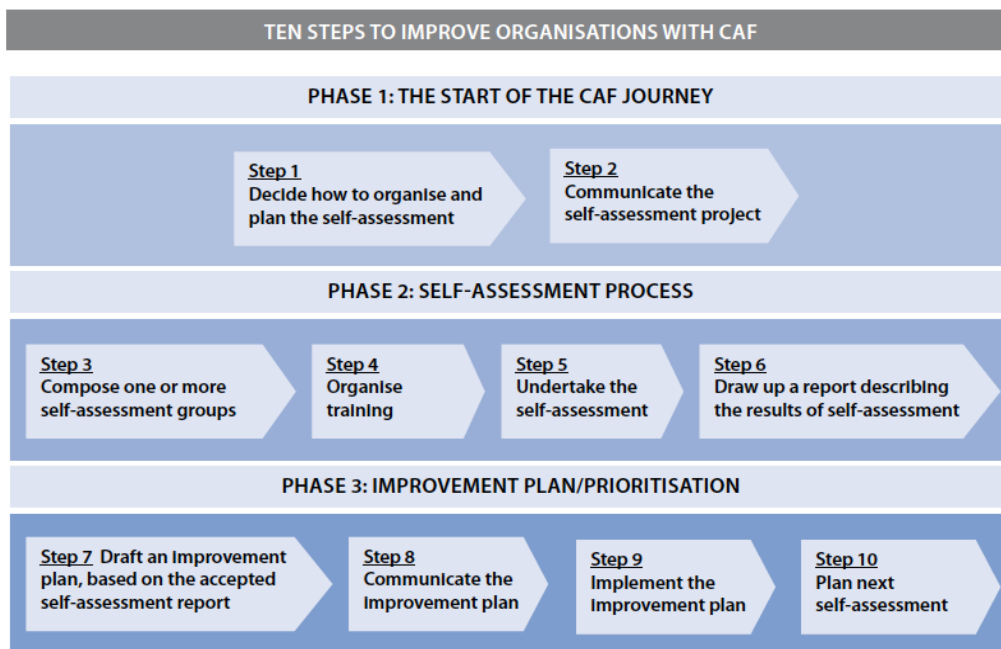 TEN STEPS TO IMPROVE ORGANISATIONS WITH CAF
PHASE 1: THE START OF THE CAF JOURNEY
Step 1
Decide how to organise and
plan the self-assessment
Step 2
Communicate the
self-assessment project
PHASE 2: SELF-ASSESSMENT PROCESS
Step 3
Compose one or more
self-assessment groups
Step 4
Organise
training
Step 5
Undertake the
self-assessment
Step 6
Draw up a report describing
the results of self-assessment
PHASE 3: IMPROVEMENT PLAN/PRIORITISATION
Step 7 Draft an improvement
plan, based on the accepted
self-assessment report
Step 8
Communicate the
improvement plan
Step 9
Implement the
improvement plan
Step 10
Plan next
self-assessment